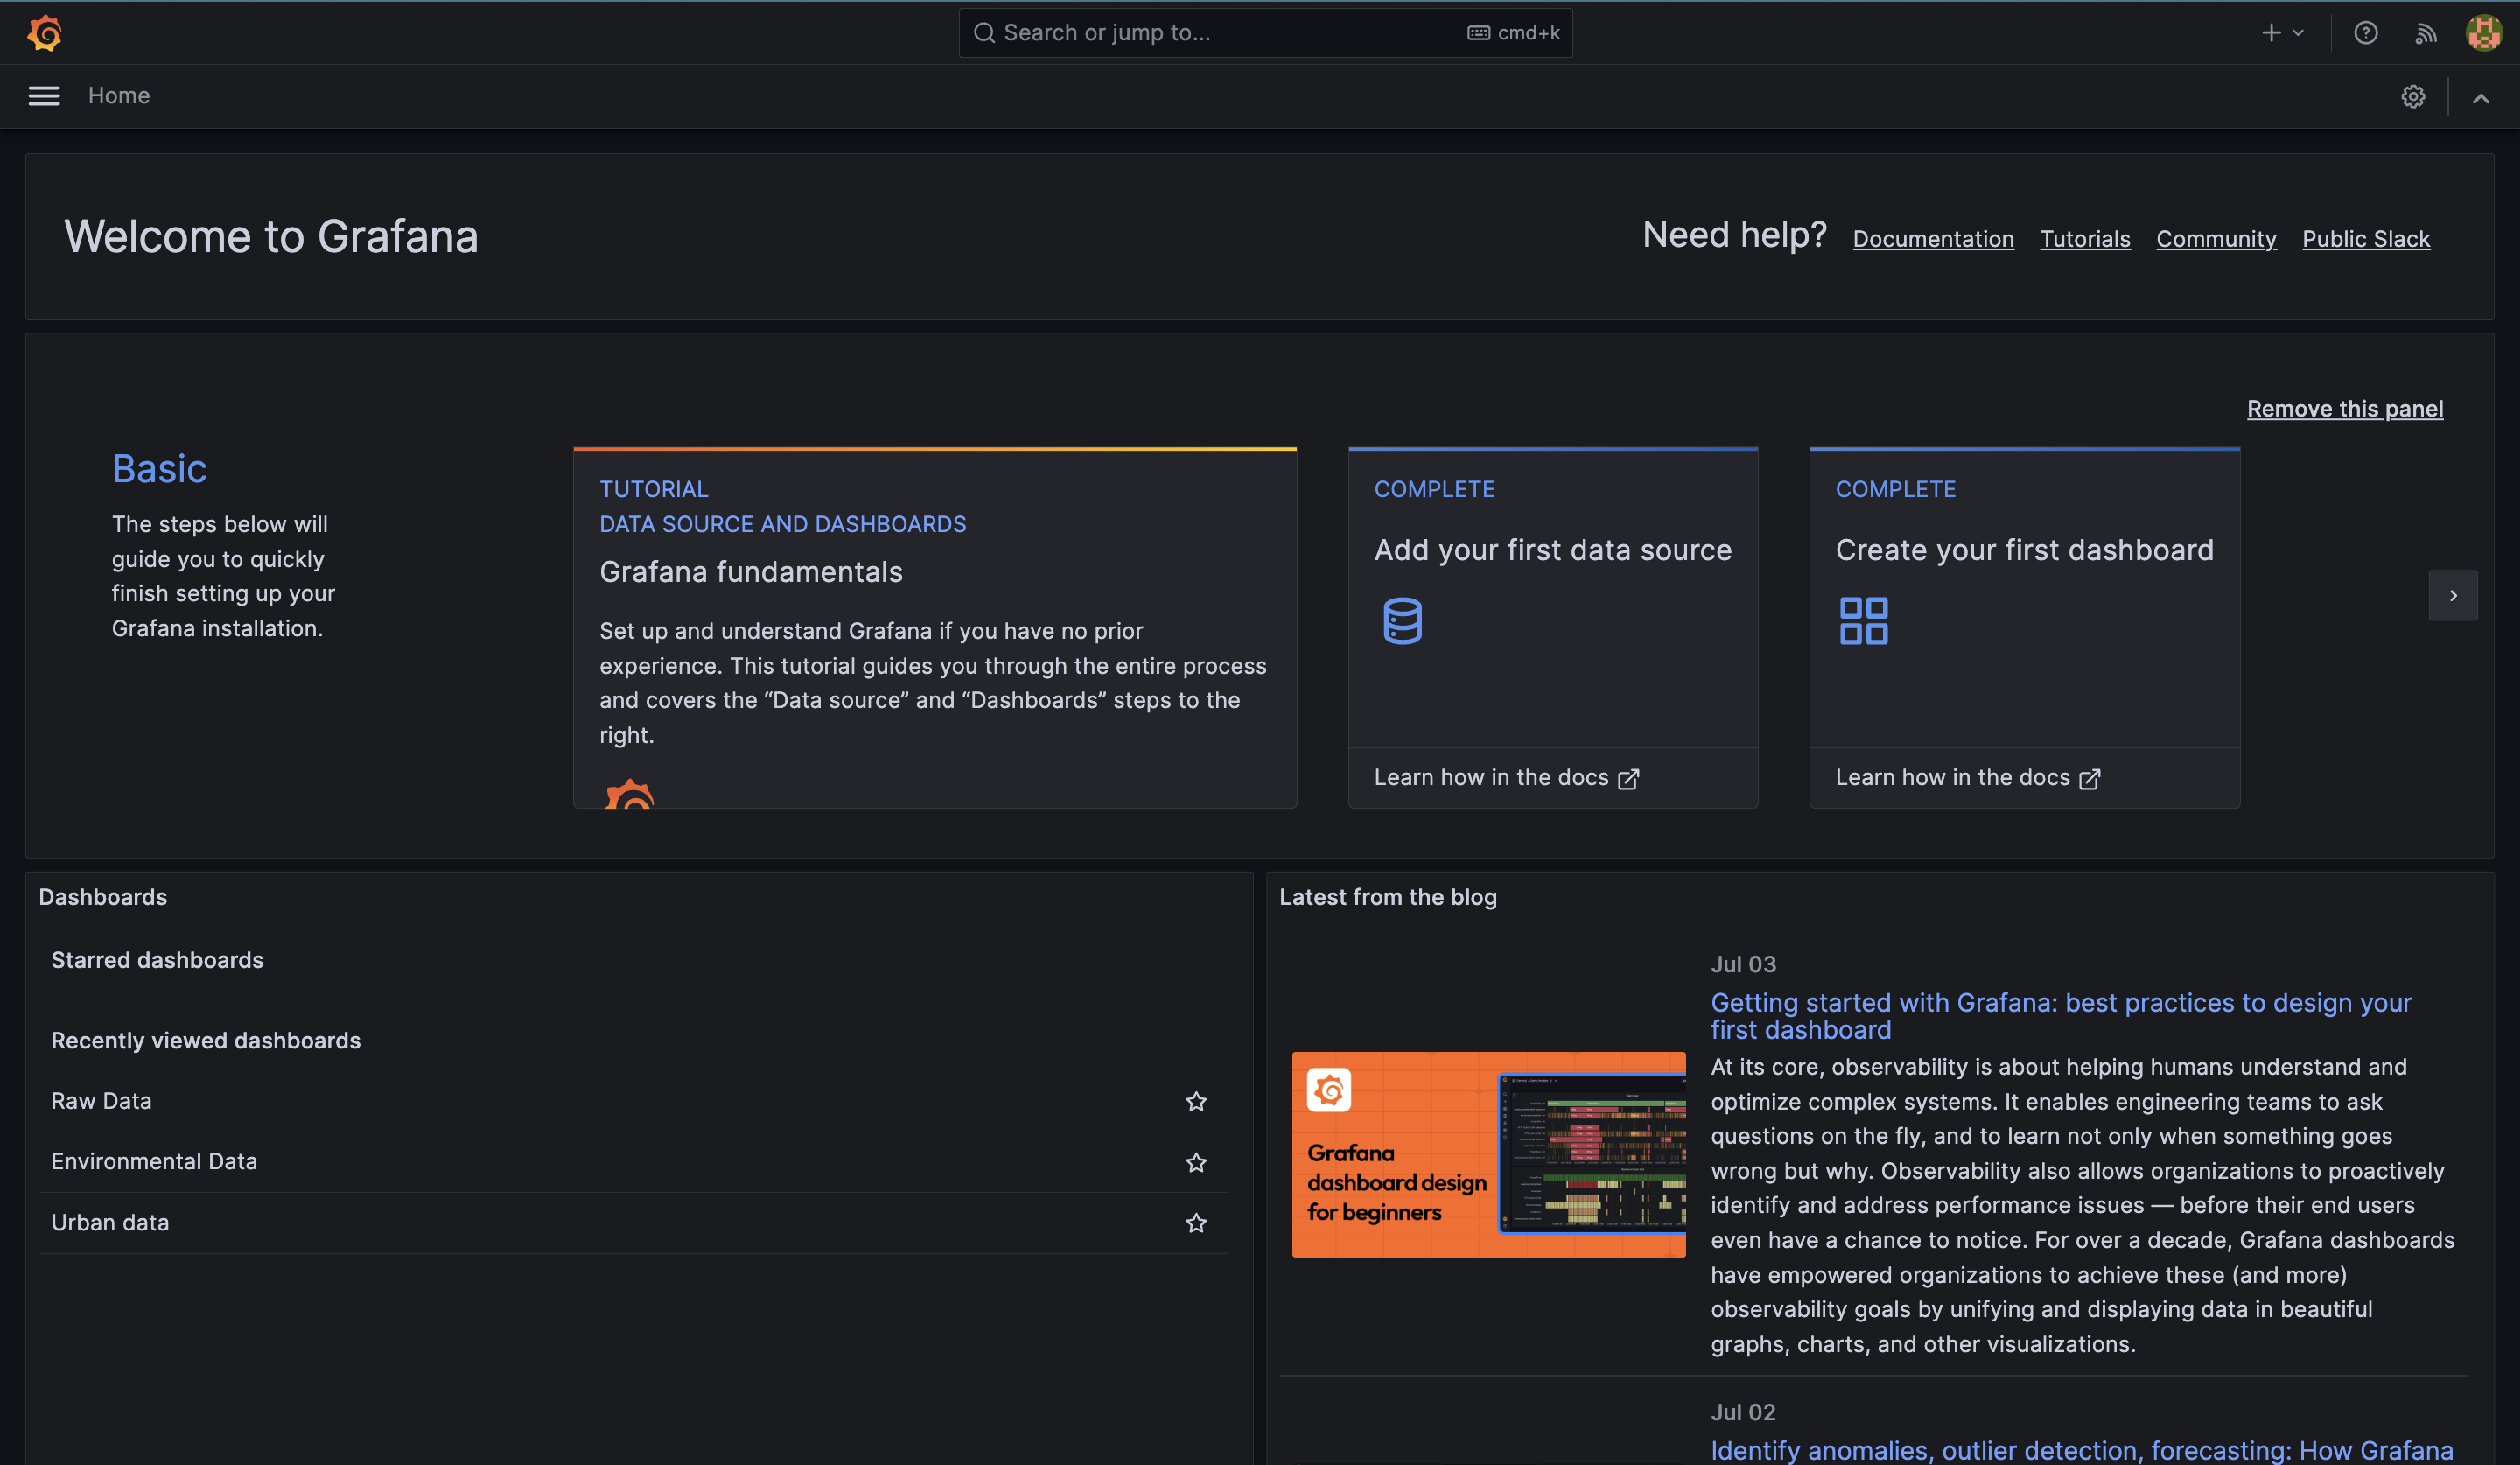 Search or jump to...
cmd+k
Home
Welcome to Grafana
Need help?
Documentation
Tutorials
Community
Public Slack
Remove this panel
Basic
The steps below will
guide you to quickly
finish setting up your
Grafana installation.
TUTORIAL
DATA SOURCE AND DASHBOARDS
Grafana fundamentals
Set up and understand Grafana if you have no prior
experience. This tutorial guides you through the entire process
and covers the “Data source” and “Dashboards” steps to the
right.
COMPLETE
Add your first data source
Learn how in the docs
COMPLETE
Create your first dashboard
Learn how in the docs
Dashboards
Starred dashboards
Recently viewed dashboards
Raw Data
Environmental Data
Urban data
Latest from the blog
Grafana
dashboard design
for beginners
Jul 03
Getting started with Grafana: best practices to design your
first dashboard
At its core, observability is about helping humans understand and
optimize complex systems. It enables engineering teams to ask
questions on the fly, and to learn not only when something goes
wrong but why. Observability also allows organizations to proactively
identify and address performance issues — before their end users
even have a chance to notice. For over a decade, Grafana dashboards
have empowered organizations to achieve these (and more)
observability goals by unifying and displaying data in beautiful
graphs, charts, and other visualizations.
Jul 02
Identify anomalies, outlier detection, forecasting: How Grafana